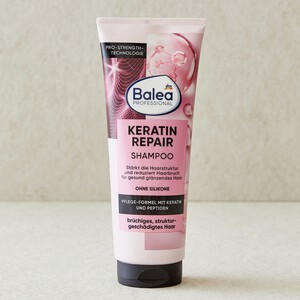 PRO-STRENGTH-
TECHNOLOGIE
Balea
PROFESSIONAL
KERATIN
REPAIR
SHAMPOO
Stärkt die Haarstruktur
und reduziert Haarbruch
für gesund glänzendes Haar
OHNE SILIKONE
PFLEGE-FORMEL MIT KERATIN
UND PEPTIDEN
brüchiges, struktur-
geschädigtes Haar